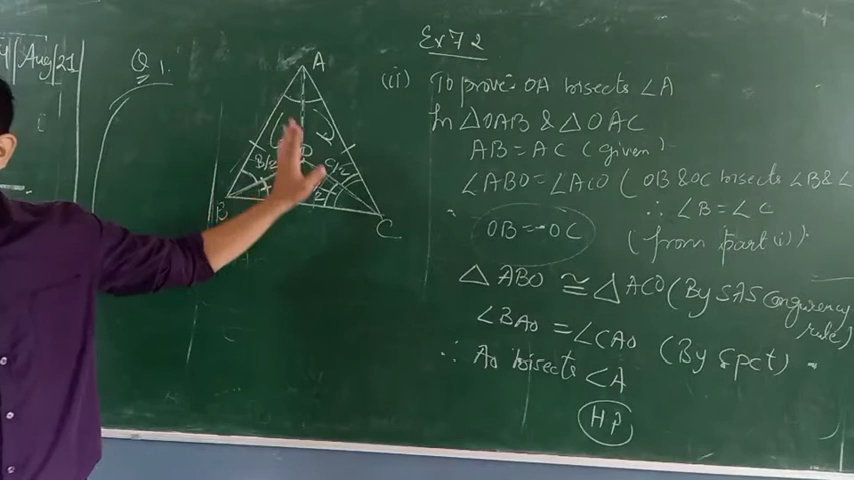 Aug/21
Q 1.
A
B/2
C/2
B
C
Ex 7.2
(ii) To prove:- OA bisects ∠A
In △OAB & △OAC
AB = AC (given)
∠ABO = ∠ACO (OB & OC bisects ∠B & ∠
∴ ∠B = ∠C
OB = OC (from part (i))
△ABO ≅ △ACO (By SAS congruency
rule)
∠BAO = ∠CAO (By cpct)
∴ AO bisects ∠A
HP